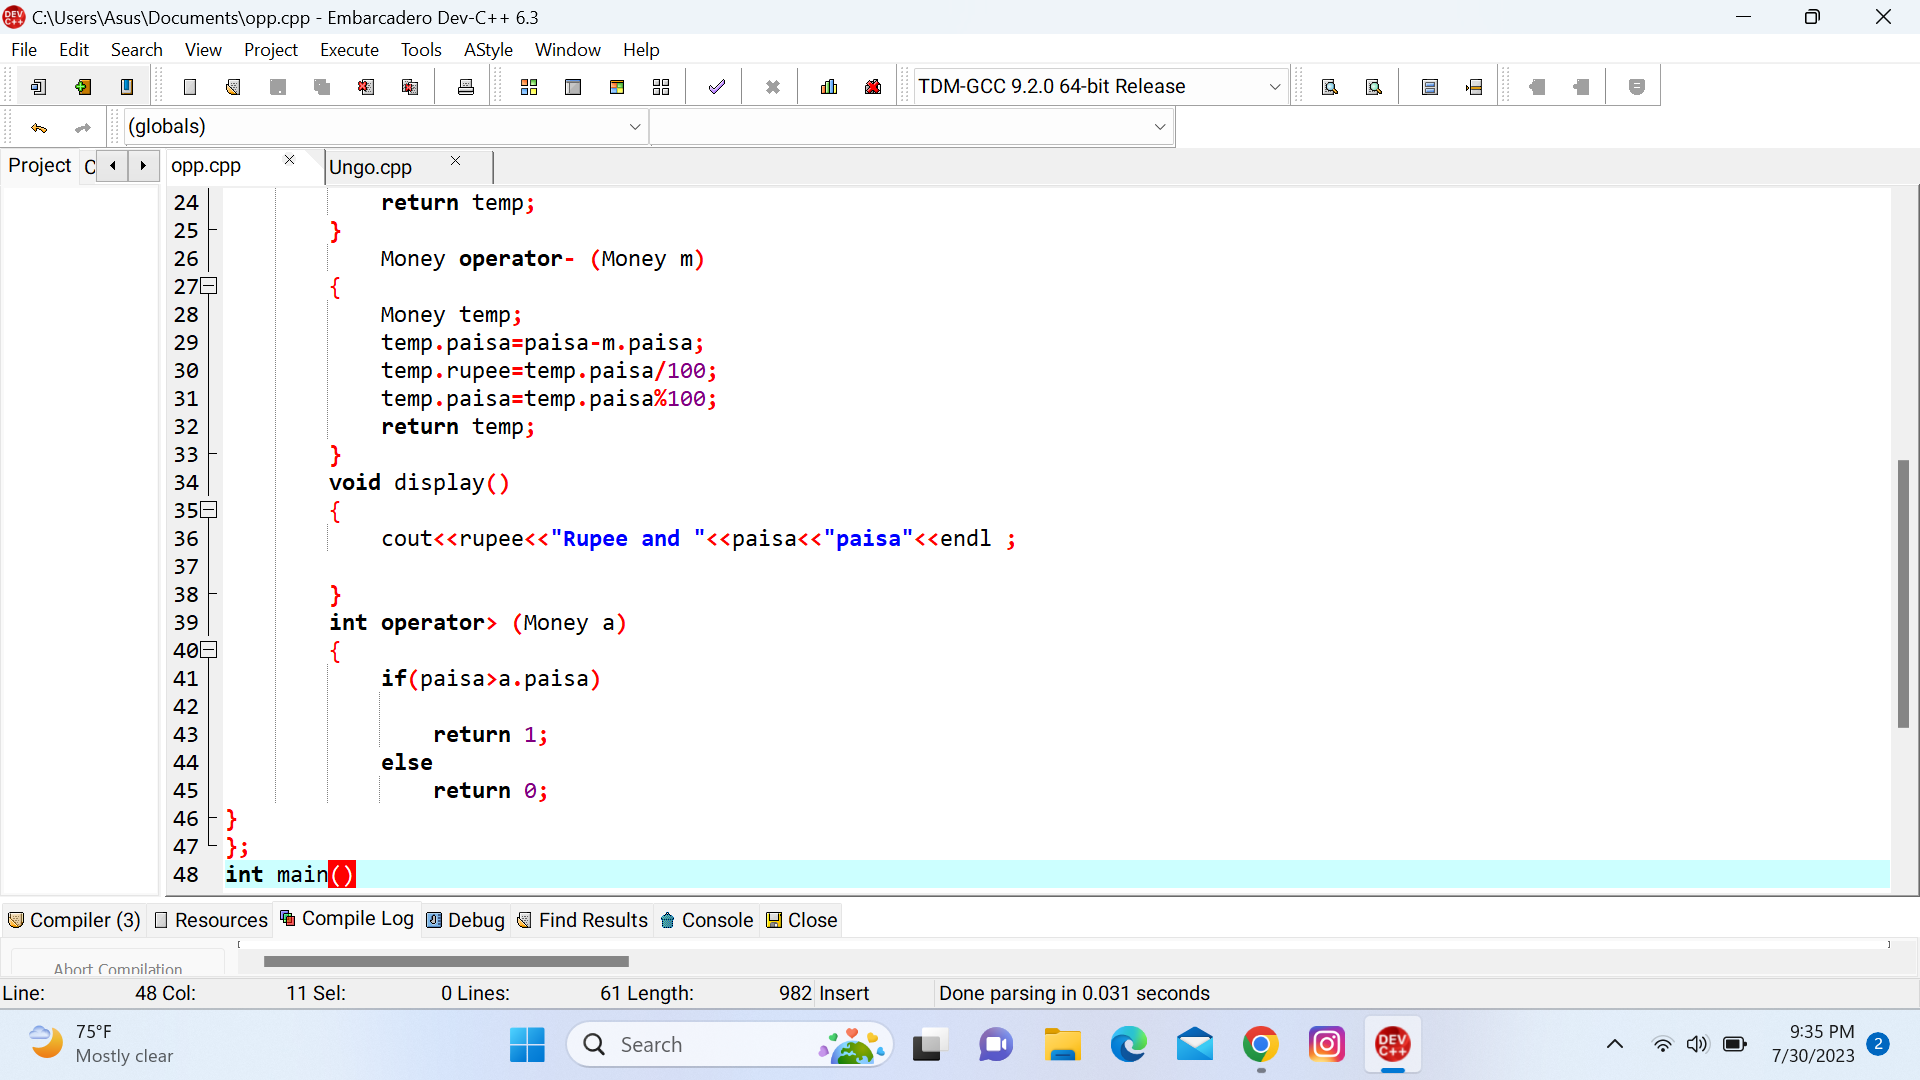 C:\Users\Asus\Documents\opp.cpp - Embarcadero Dev-C++ 6.3
File Edit Search View Project Execute Tools AStyle Window Help
TDM-GCC 9.2.0 64-bit Release
(globals)
Project C opp.cpp Ungo.cpp
24 return temp;
25 }
26 Money operator- (Money m)
27 {
28 Money temp;
29 temp.paisa=paisa-m.paisa;
30 temp.rupee=temp.paisa/100;
31 temp.paisa=temp.paisa%100;
32 return temp;
33 }
34 void display()
35 {
36 cout<<rupee<<"Rupee and "<<paisa<<"paisa"<<endl ;
37
38 }
39 int operator> (Money a)
40 {
41 if(paisa>a.paisa)
42
43 return 1;
44 else
45 return 0;
46 }
47 };
48 int main()
Compiler (3) Resources Compile Log Debug Find Results Console Close
Abort Compilation
Line: 48 Col: 11 Sel: 0 Lines: 61 Length: 982 Insert Done parsing in 0.031 seconds
75°F
Mostly clear
Search
DEV C++
9:35 PM
7/30/2023
2